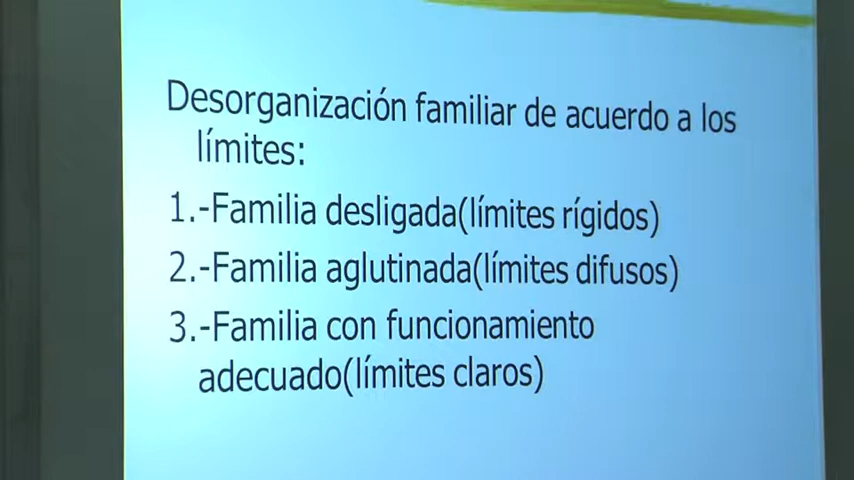 Desorganización familiar de acuerdo a los
límites:
1.-Familia desligada(límites rígidos)
2.-Familia aglutinada(límites difusos)
3.-Familia con funcionamiento
adecuado(límites claros)